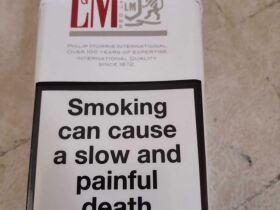 L&M
LM
PHILIP MORRIS INTERNATIONAL
OVER 100 YEARS OF EXPERTISE
INTERNATIONAL QUALITY
SINCE 1872
Smoking
can cause
a slow and
painful
death